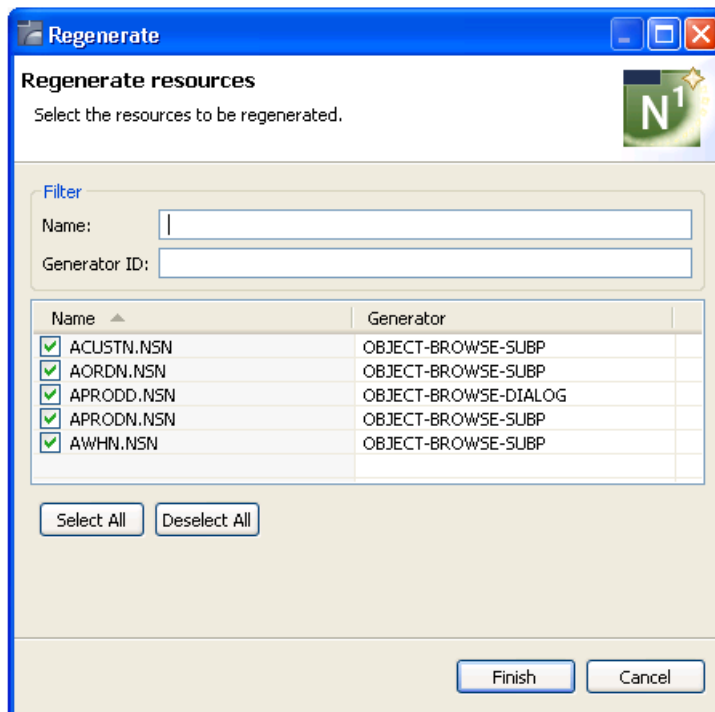 Regenerate
Regenerate resources
Select the resources to be regenerated.
N1
Filter
Name:
Generator ID:
Name Generator
ACUSTN.NSN OBJECT-BROWSE-SUBP
AORDN.NSN OBJECT-BROWSE-SUBP
APRODD.NSN OBJECT-BROWSE-DIALOG
APRODN.NSN OBJECT-BROWSE-SUBP
AWHN.NSN OBJECT-BROWSE-SUBP
Select All Deselect All
Finish Cancel